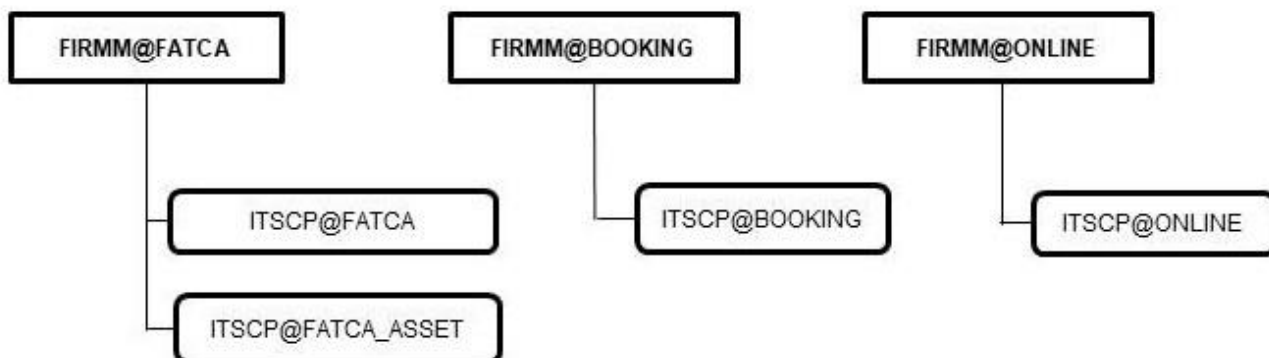 FIRMM@FATCA
FIRMM@BOOKING
FIRMM@ONLINE
ITSCP@FATCA
ITSCP@BOOKING
ITSCP@ONLINE
ITSCP@FATCA_ASSET